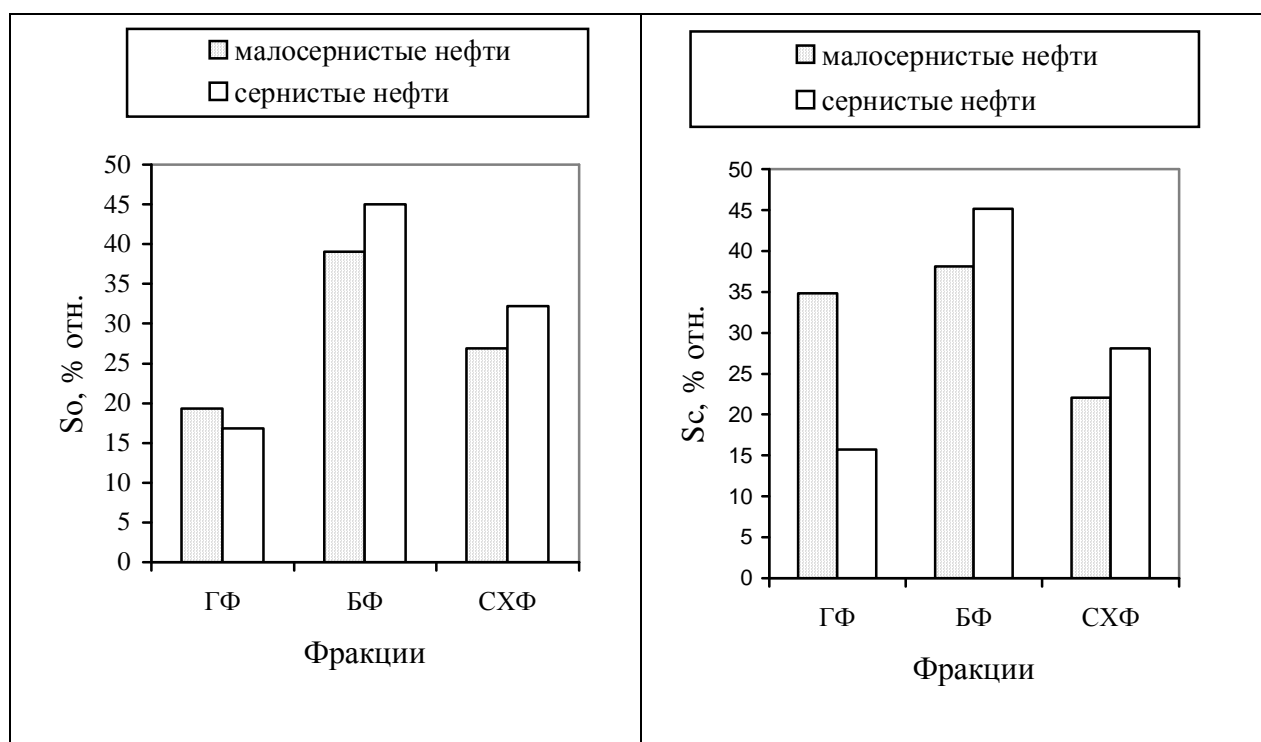 малосернистые нефти
сернистые нефти
So, % отн.
50
45
40
35
30
25
20
15
10
5
0
ГФ БФ СХФ
Фракции
малосернистые нефти
сернистые нефти
Sc, % отн.
50
45
40
35
30
25
20
15
10
5
0
ГФ БФ СХФ
Фракции